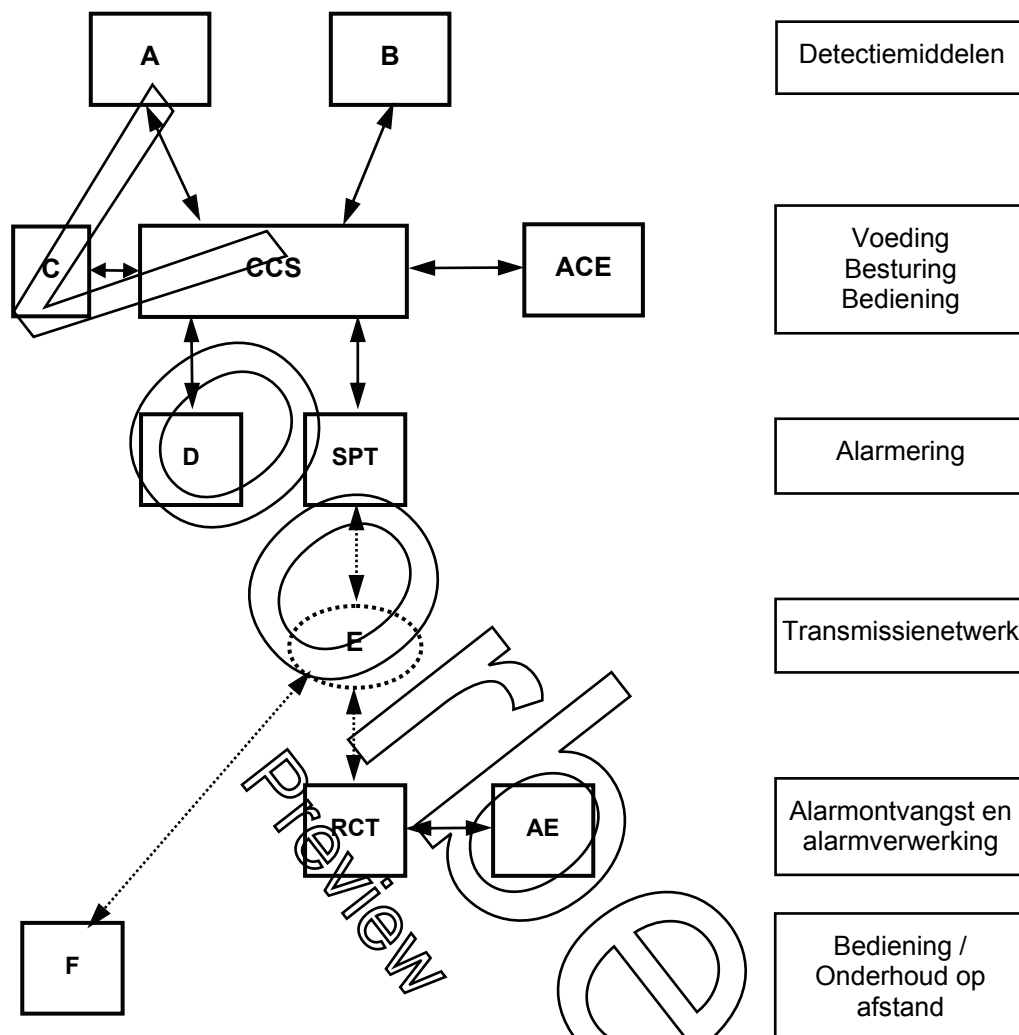 A
B
Detectiemiddelen
C
CCS
ACE
Voeding
Besturing
Bediening
D
SPT
Alarmering
E
Transmissienetwerk
RCT
AE
Alarmontvangst en
alarmverwerking
F
Bediening /
Onderhoud op
afstand
Voorbe
Preview